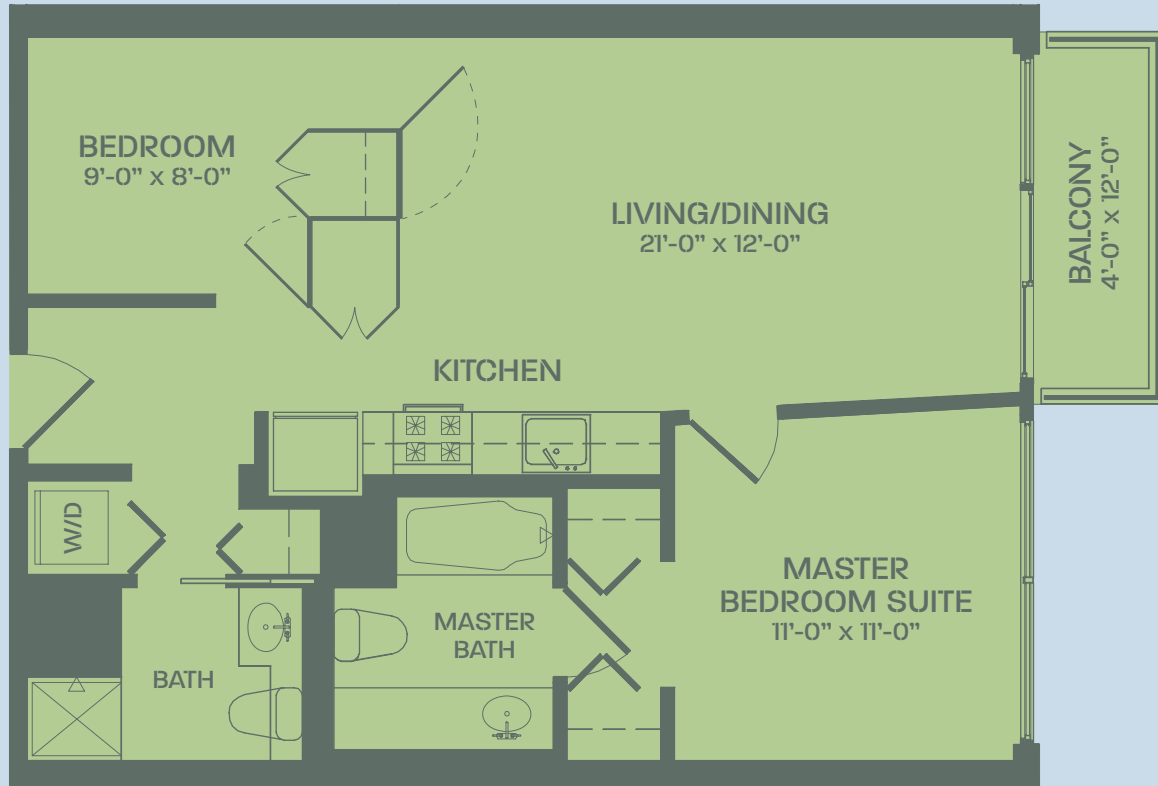 BEDROOM
9’-0” x 8’-0”
LIVING/DINING
21’-0” x 12’-0”
BALCONY
4’-0” x 12’-0”
KITCHEN
W/D
MASTER
BEDROOM SUITE
11’-0” x 11’-0”
MASTER
BATH
BATH